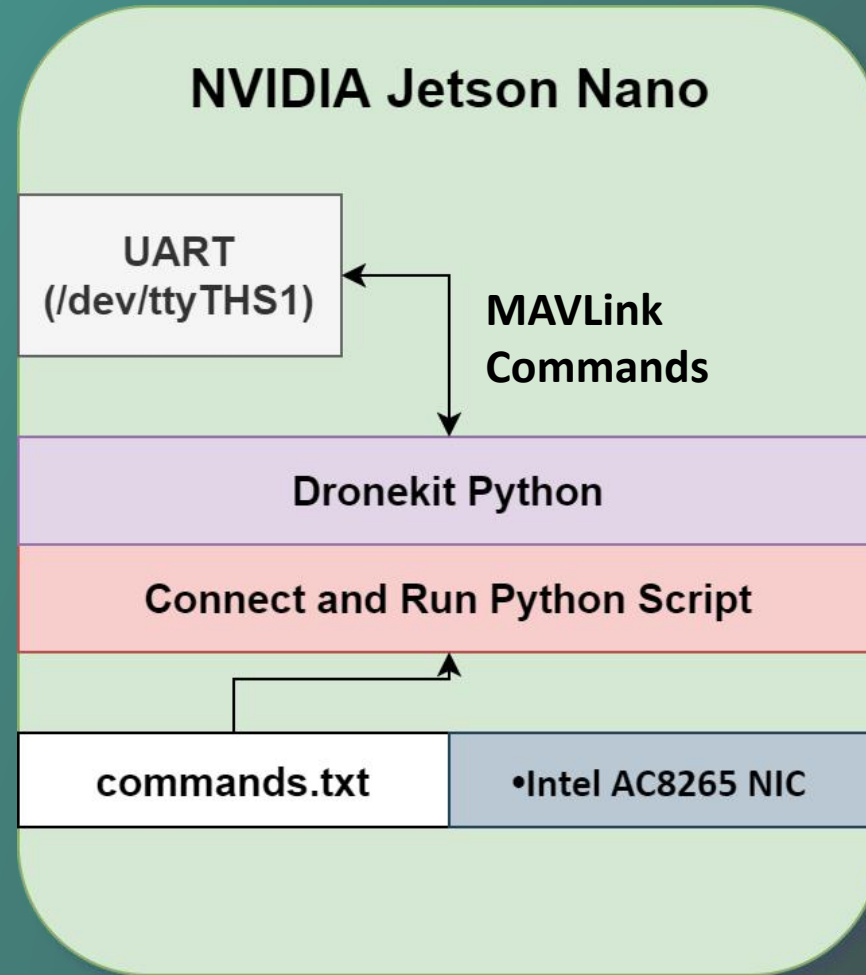 NVIDIA Jetson Nano
UART
(/dev/ttyTHS1)
MAVLink
Commands
Dronekit Python
Connect and Run Python Script
commands.txt
•Intel AC8265 NIC